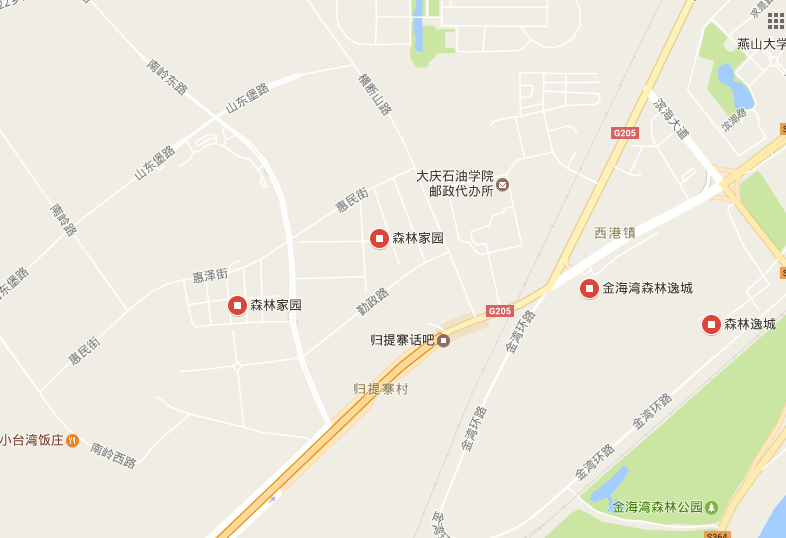 求是路
燕山大学
南岭东路
山东堡路
横断山路
滨海大道
滨湖路
G205
山东堡路
大庆石油学院
邮政代办所
惠民街
南岭路
森林家园
西港镇
惠泽街
东堡路
金海湾森林逸城
森林家园
勤政路
G205
森林逸城
金湾环路
归提寨话吧
惠民街
归提寨村
金湾环路
金湾环路
小台湾饭庄
南岭西路
金湾环路
金海湾森林公园
S364